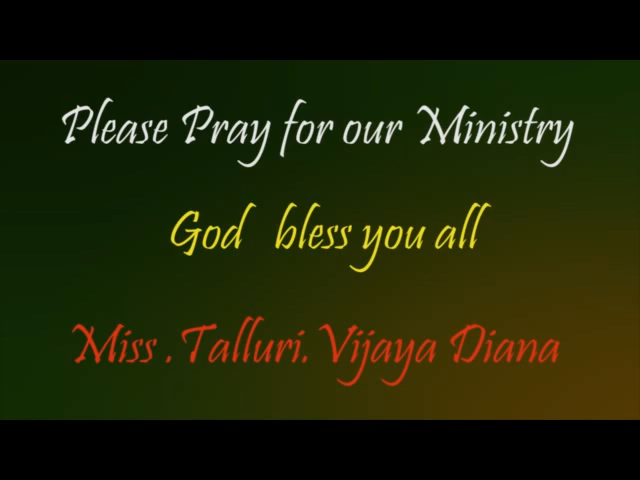 Please Pray for our Ministry
God bless you all
Miss . Talluri. Vijaya Diana